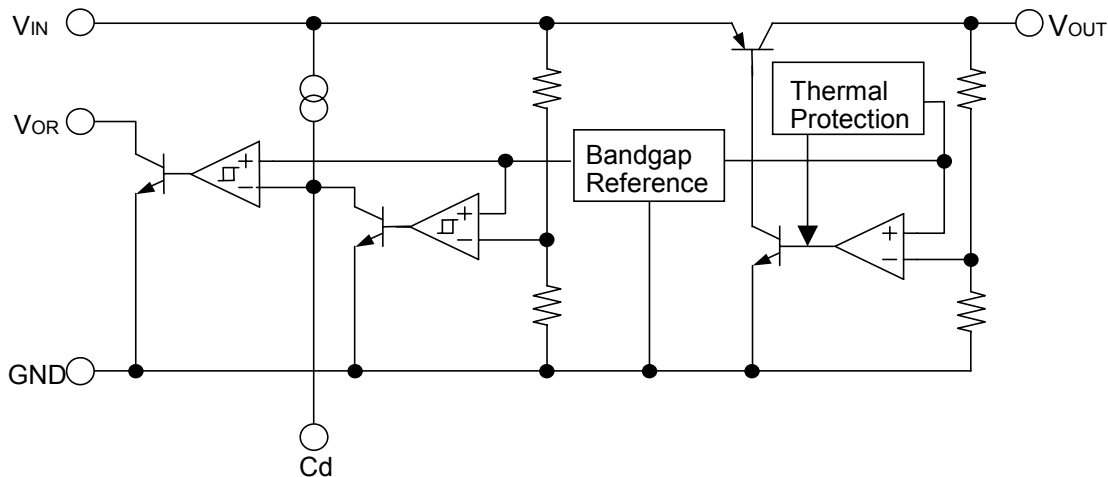 VIN
VOUT
VOR
GND
Cd
Thermal
Protection
Bandgap
Reference
+
−
+
−
+
−